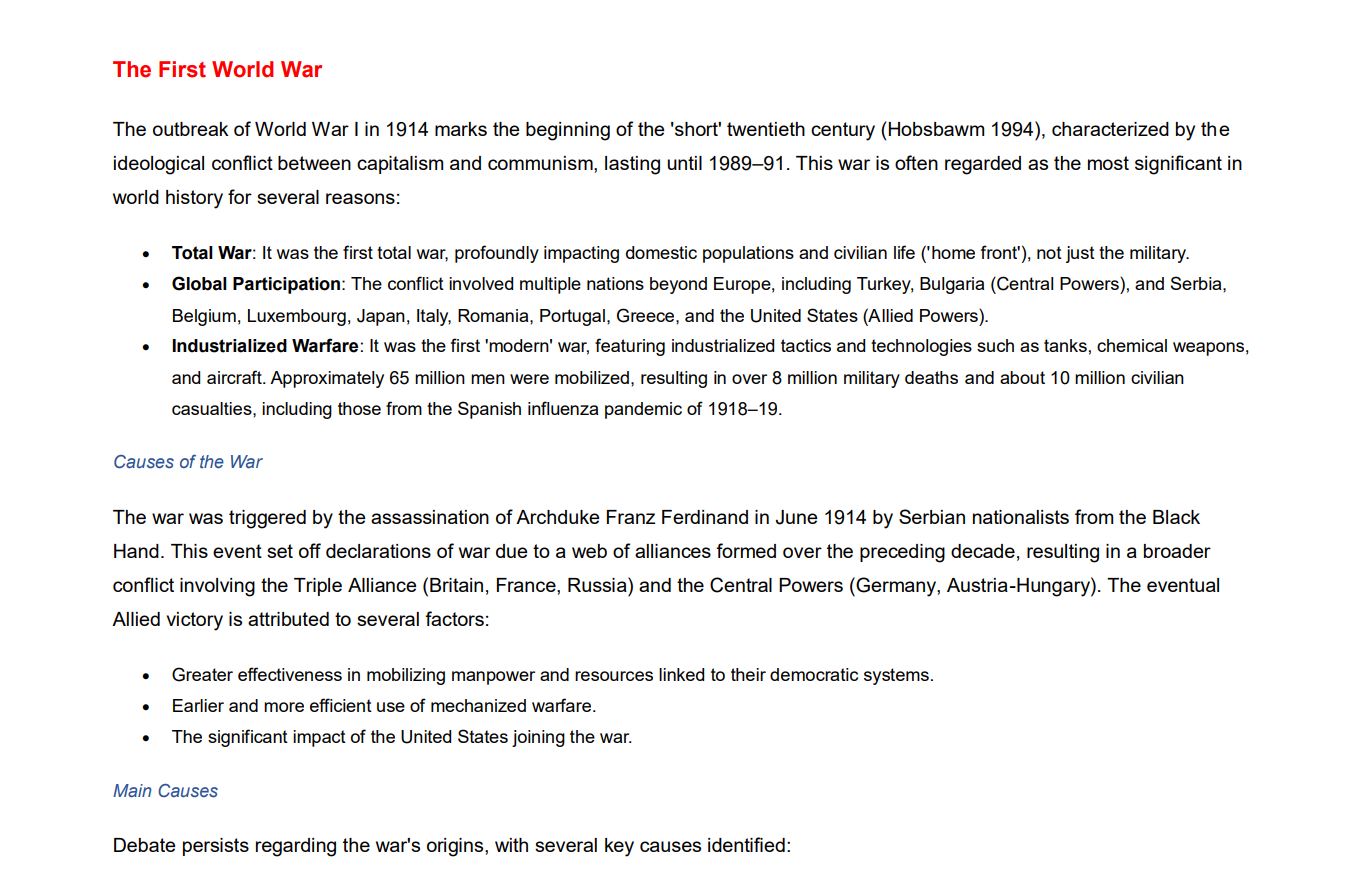 The First World War
The outbreak of World War I in 1914 marks the beginning of the 'short' twentieth century (Hobsbawm 1994), characterized by the
ideological conflict between capitalism and communism, lasting until 1989–91. This war is often regarded as the most significant in
world history for several reasons:
• Total War: It was the first total war, profoundly impacting domestic populations and civilian life ('home front'), not just the military.
• Global Participation: The conflict involved multiple nations beyond Europe, including Turkey, Bulgaria (Central Powers), and Serbia,
Belgium, Luxembourg, Japan, Italy, Romania, Portugal, Greece, and the United States (Allied Powers).
• Industrialized Warfare: It was the first 'modern' war, featuring industrialized tactics and technologies such as tanks, chemical weapons,
and aircraft. Approximately 65 million men were mobilized, resulting in over 8 million military deaths and about 10 million civilian
casualties, including those from the Spanish influenza pandemic of 1918–19.
Causes of the War
The war was triggered by the assassination of Archduke Franz Ferdinand in June 1914 by Serbian nationalists from the Black
Hand. This event set off declarations of war due to a web of alliances formed over the preceding decade, resulting in a broader
conflict involving the Triple Alliance (Britain, France, Russia) and the Central Powers (Germany, Austria-Hungary). The eventual
Allied victory is attributed to several factors:
• Greater effectiveness in mobilizing manpower and resources linked to their democratic systems.
• Earlier and more efficient use of mechanized warfare.
• The significant impact of the United States joining the war.
Main Causes
Debate persists regarding the war's origins, with several key causes identified: